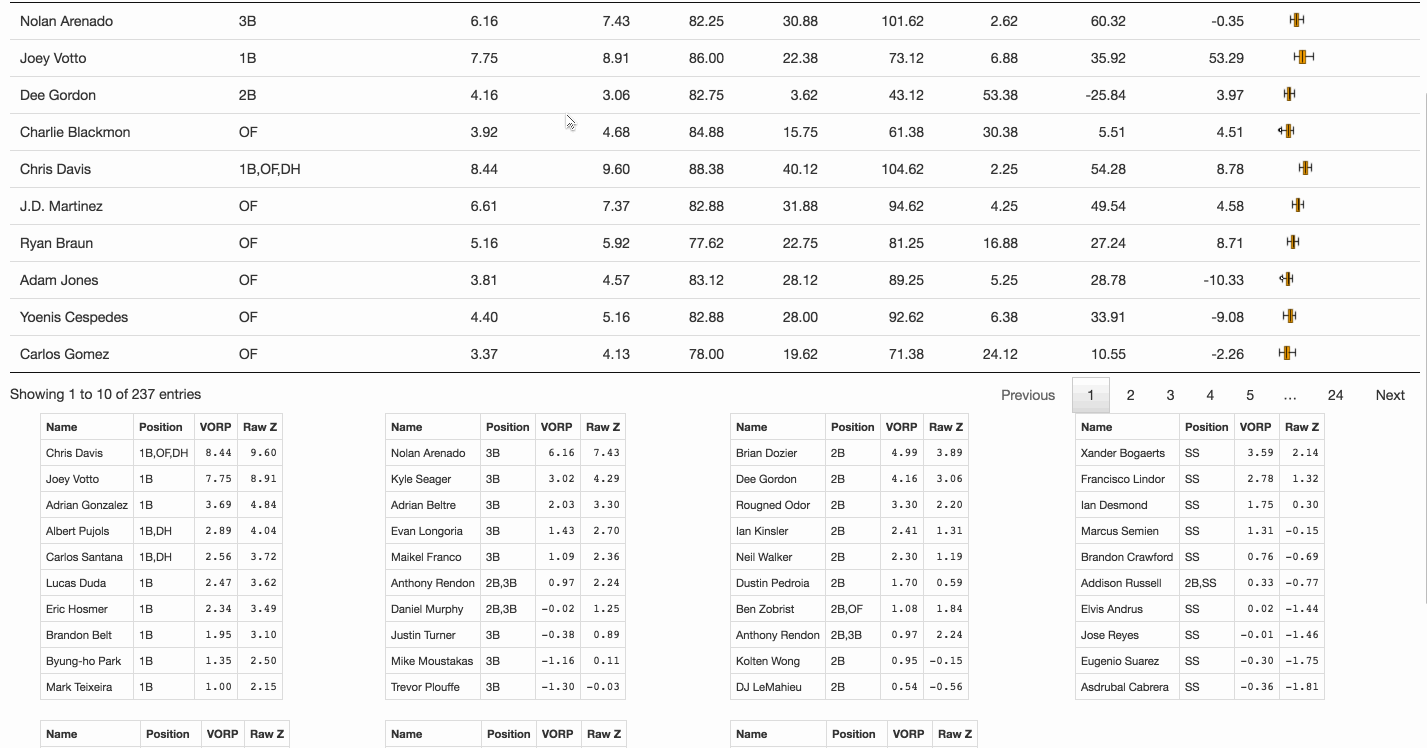 Nolan Arenado 3B 6.16 7.43 82.25 30.88 101.62 2.62 60.32 -0.35
Joey Votto 1B 7.75 8.91 86.00 22.38 73.12 6.88 35.92 53.29
Dee Gordon 2B 4.16 3.06 82.75 3.62 43.12 53.38 -25.84 3.97
Charlie Blackmon OF 3.92 4.68 84.88 15.75 61.38 30.38 5.51 4.51
Chris Davis 1B,OF,DH 8.44 9.60 88.38 40.12 104.62 2.25 54.28 8.78
J.D. Martinez OF 6.61 7.37 82.88 31.88 94.62 4.25 49.54 4.58
Ryan Braun OF 5.16 5.92 77.62 22.75 81.25 16.88 27.24 8.71
Adam Jones OF 3.81 4.57 83.12 28.12 89.25 5.25 28.78 -10.33
Yoenis Cespedes OF 4.40 5.16 82.88 28.00 92.62 6.38 33.91 -9.08
Carlos Gomez OF 3.37 4.13 78.00 19.62 71.38 24.12 10.55 -2.26
Showing 1 to 10 of 237 entries
Previous 1 2 3 4 5 … 24 Next
Name Position VORP Raw Z
Chris Davis 1B,OF,DH 8.44 9.60
Joey Votto 1B 7.75 8.91
Adrian Gonzalez 1B 3.69 4.84
Albert Pujols 1B,DH 2.89 4.04
Carlos Santana 1B,DH 2.56 3.72
Lucas Duda 1B 2.47 3.62
Eric Hosmer 1B 2.34 3.49
Brandon Belt 1B 1.95 3.10
Byung-ho Park 1B 1.35 2.50
Mark Teixeira 1B 1.00 2.15
Name Position VORP Raw Z
Nolan Arenado 3B 6.16 7.43
Kyle Seager 3B 3.02 4.29
Adrian Beltre 3B 2.03 3.30
Evan Longoria 3B 1.43 2.70
Maikel Franco 3B 1.09 2.36
Anthony Rendon 2B,3B 0.97 2.24
Daniel Murphy 2B,3B -0.02 1.25
Justin Turner 3B -0.38 0.89
Mike Moustakas 3B -1.16 0.11
Trevor Plouffe 3B -1.30 -0.03
Name Position VORP Raw Z
Brian Dozier 2B 4.99 3.89
Dee Gordon 2B 4.16 3.06
Rougned Odor 2B 3.30 2.20
Ian Kinsler 2B 2.41 1.31
Neil Walker 2B 2.30 1.19
Dustin Pedroia 2B 1.70 0.59
Ben Zobrist 2B,OF 1.08 1.84
Anthony Rendon 2B,3B 0.97 2.24
Kolten Wong 2B 0.95 -0.15
DJ LeMahieu 2B 0.54 -0.56
Name Position VORP Raw Z
Xander Bogaerts SS 3.59 2.14
Francisco Lindor SS 2.78 1.32
Ian Desmond SS 1.75 0.30
Marcus Semien SS 1.31 -0.15
Brandon Crawford SS 0.76 -0.69
Addison Russell 2B,SS 0.33 -0.77
Elvis Andrus SS 0.02 -1.44
Jose Reyes SS -0.01 -1.46
Eugenio Suarez SS -0.30 -1.75
Asdrubal Cabrera SS -0.36 -1.81
Name Position VORP Raw Z
Name Position VORP Raw Z
Name Position VORP Raw Z